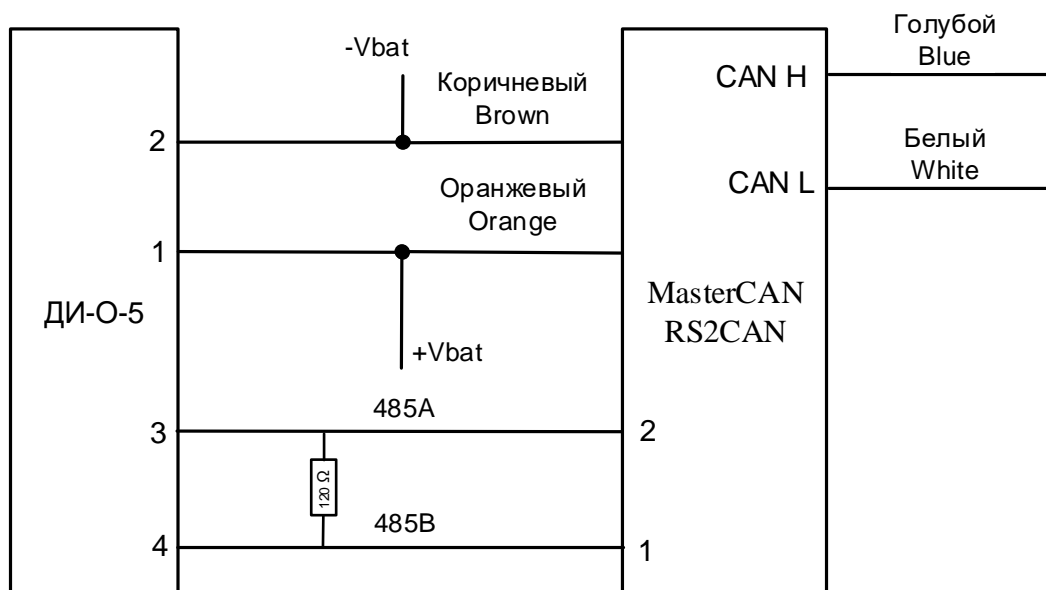 Голубой
Blue
-Vbat
Коричневый
Brown
CAN H
2
Белый
White
CAN L
Оранжевый
Orange
1
ДИ-О-5
MasterCAN
RS2CAN
+Vbat
485A
3
2
120 Ω
485B
4
1